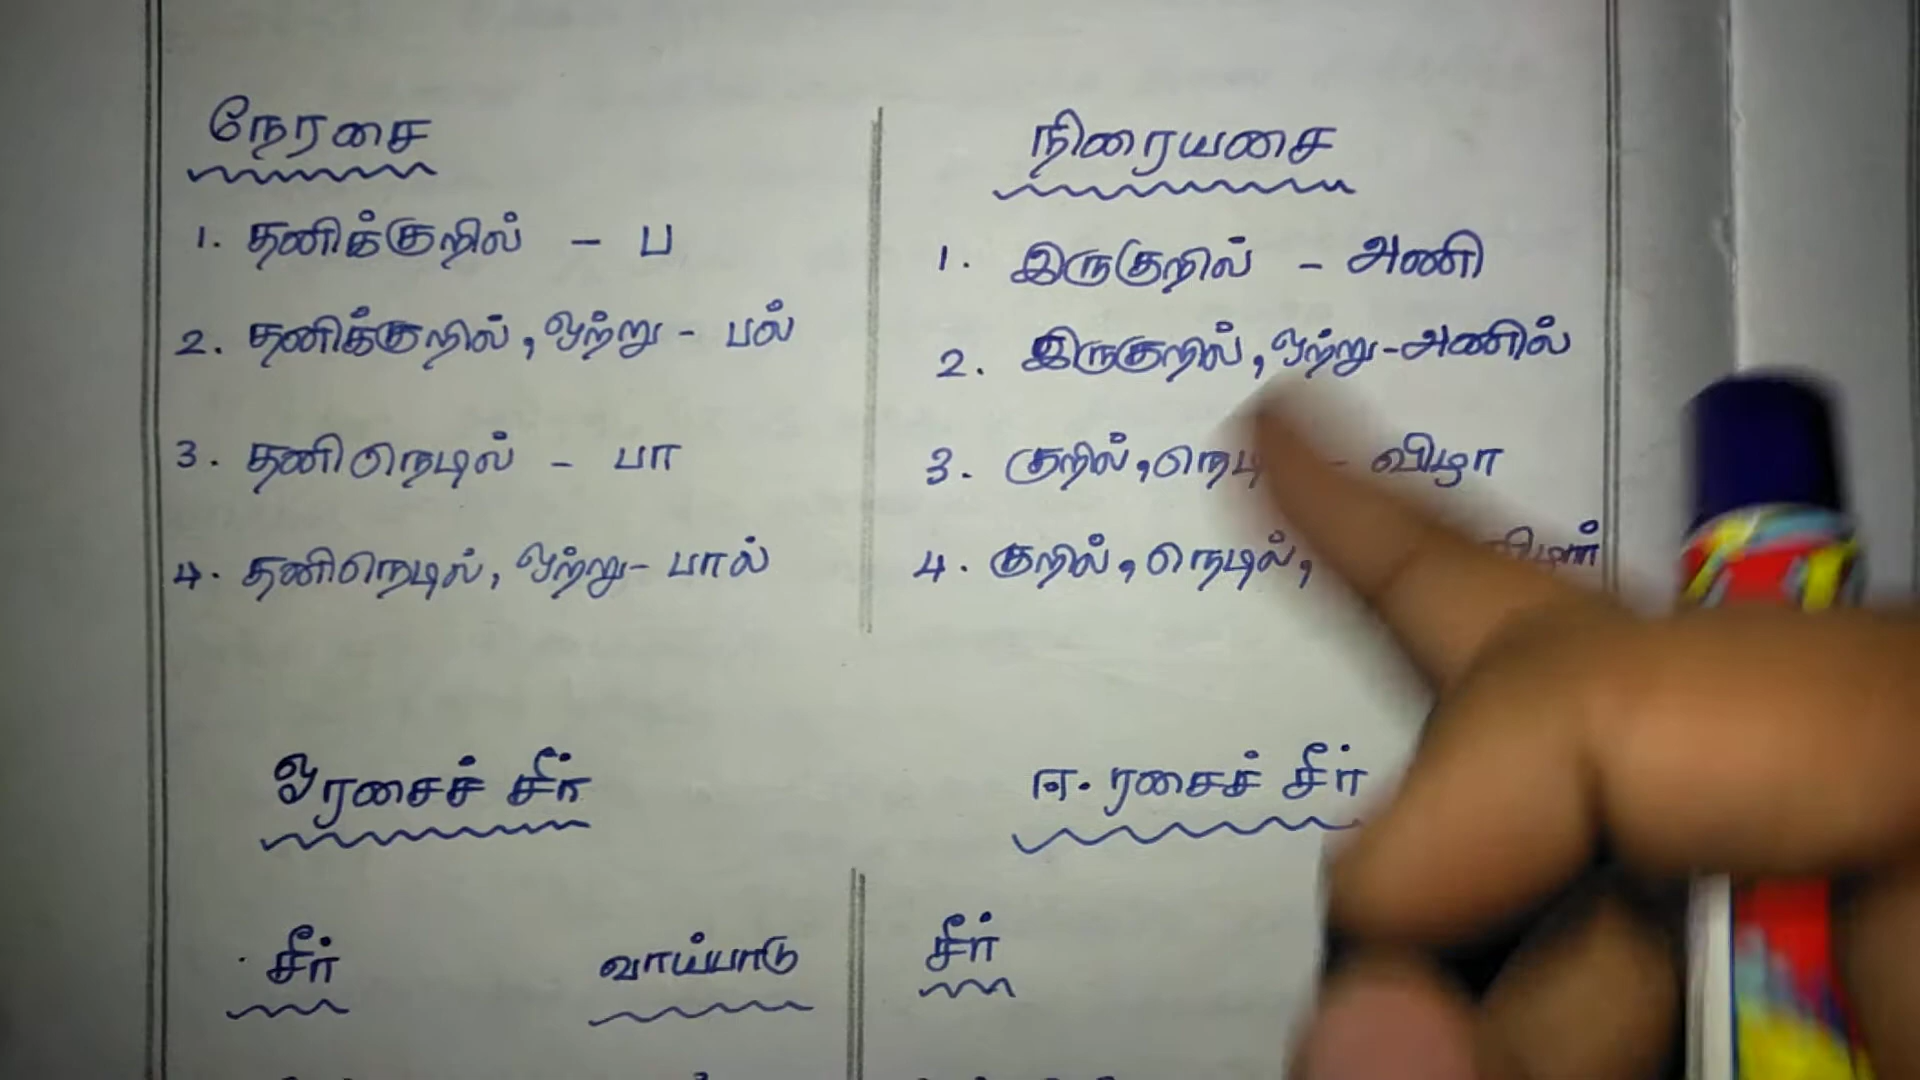 நேரசை
1. தனிக்குறில் – ப
2. தனிக்குறில், ஒற்று – பல்
3. தனி நெடில் – பா
4. தனிநெடில், ஒற்று – பால்
நிரையசை
1. இருகுறில் – அணி
2. இருகுறில், ஒற்று – அணில்
3. குறில், – விழா
4. குறில், நெடில்,
ஓரசைச் சீர்
ஈ.ரசைச் சீர்
சீர் வாய்பாடு
சீர்